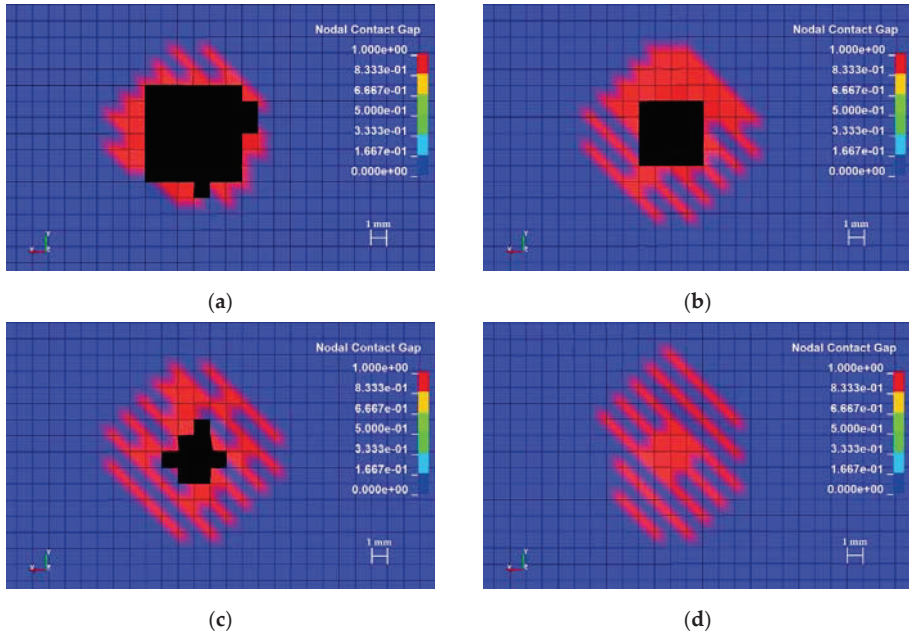 Nodal Contact Gap
1.000e+00
8.333e-01
6.667e-01
5.000e-01
3.333e-01
1.667e-01
0.000e+00
1 mm
(a)
Nodal Contact Gap
1.000e+00
8.333e-01
6.667e-01
5.000e-01
3.333e-01
1.667e-01
0.000e+00
1 mm
(b)
Nodal Contact Gap
1.000e+00
8.333e-01
6.667e-01
5.000e-01
3.333e-01
1.667e-01
0.000e+00
1 mm
(c)
Nodal Contact Gap
1.000e+00
8.333e-01
6.667e-01
5.000e-01
3.333e-01
1.667e-01
0.000e+00
1 mm
(d)